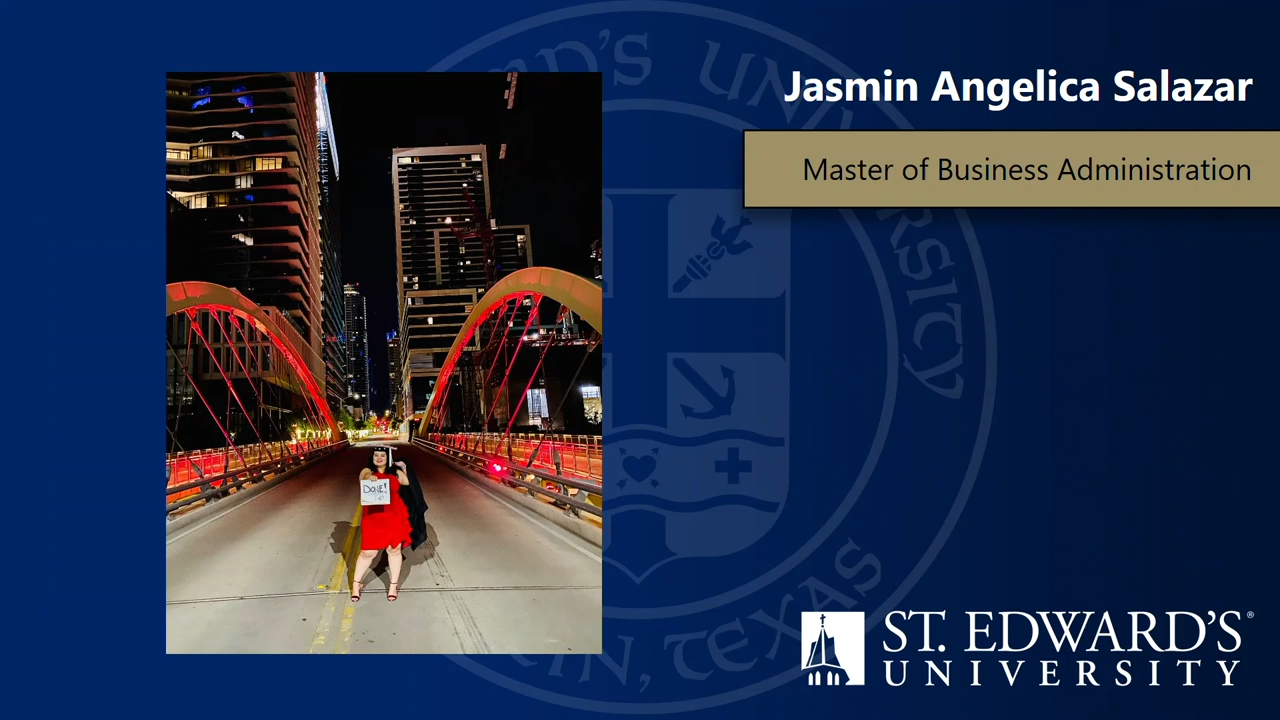 Jasmin Angelica Salazar
Master of Business Administration
DONE!
ST. EDWARD'S®
UNIVERSITY